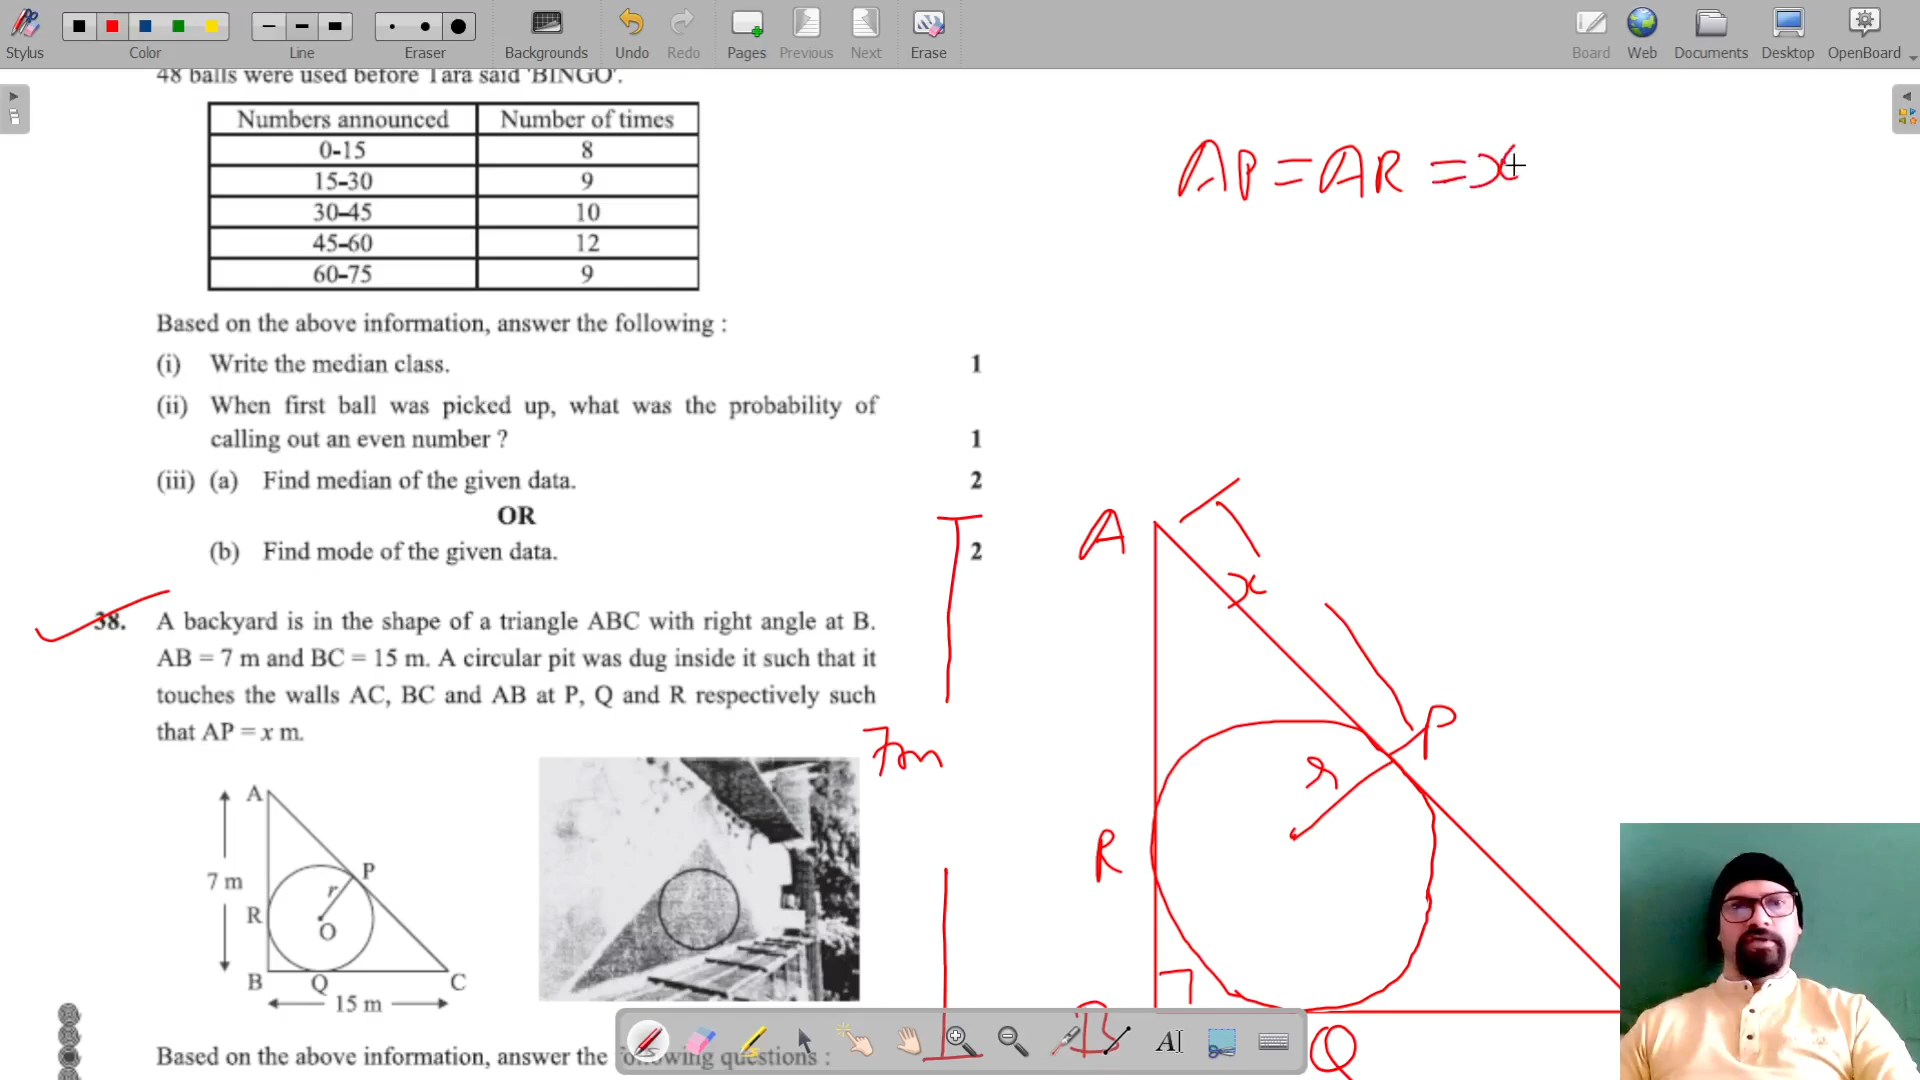 Stylus Color Line Eraser Backgrounds Undo Redo Pages Previous Next Erase Board Web Documents Desktop OpenBoard
48 balls were used before Tara said 'BINGO'.
Numbers announced Number of times
0-15 8
15-30 9
30-45 10
45-60 12
60-75 9
Based on the above information, answer the following :
(i) Write the median class. 1
(ii) When first ball was picked up, what was the probability of
calling out an even number ? 1
(iii) (a) Find median of the given data. 2
OR
(b) Find mode of the given data. 2
38. A backyard is in the shape of a triangle ABC with right angle at B.
AB = 7 m and BC = 15 m. A circular pit was dug inside it such that it
touches the walls AC, BC and AB at P, Q and R respectively such
that AP = x m.
A
P
7 m
r
R
O
B
Q
C
15 m
Based on the above information, answer the following questions :
AP = AR = x
A
x
P
7m
r
R
B
Q
AI